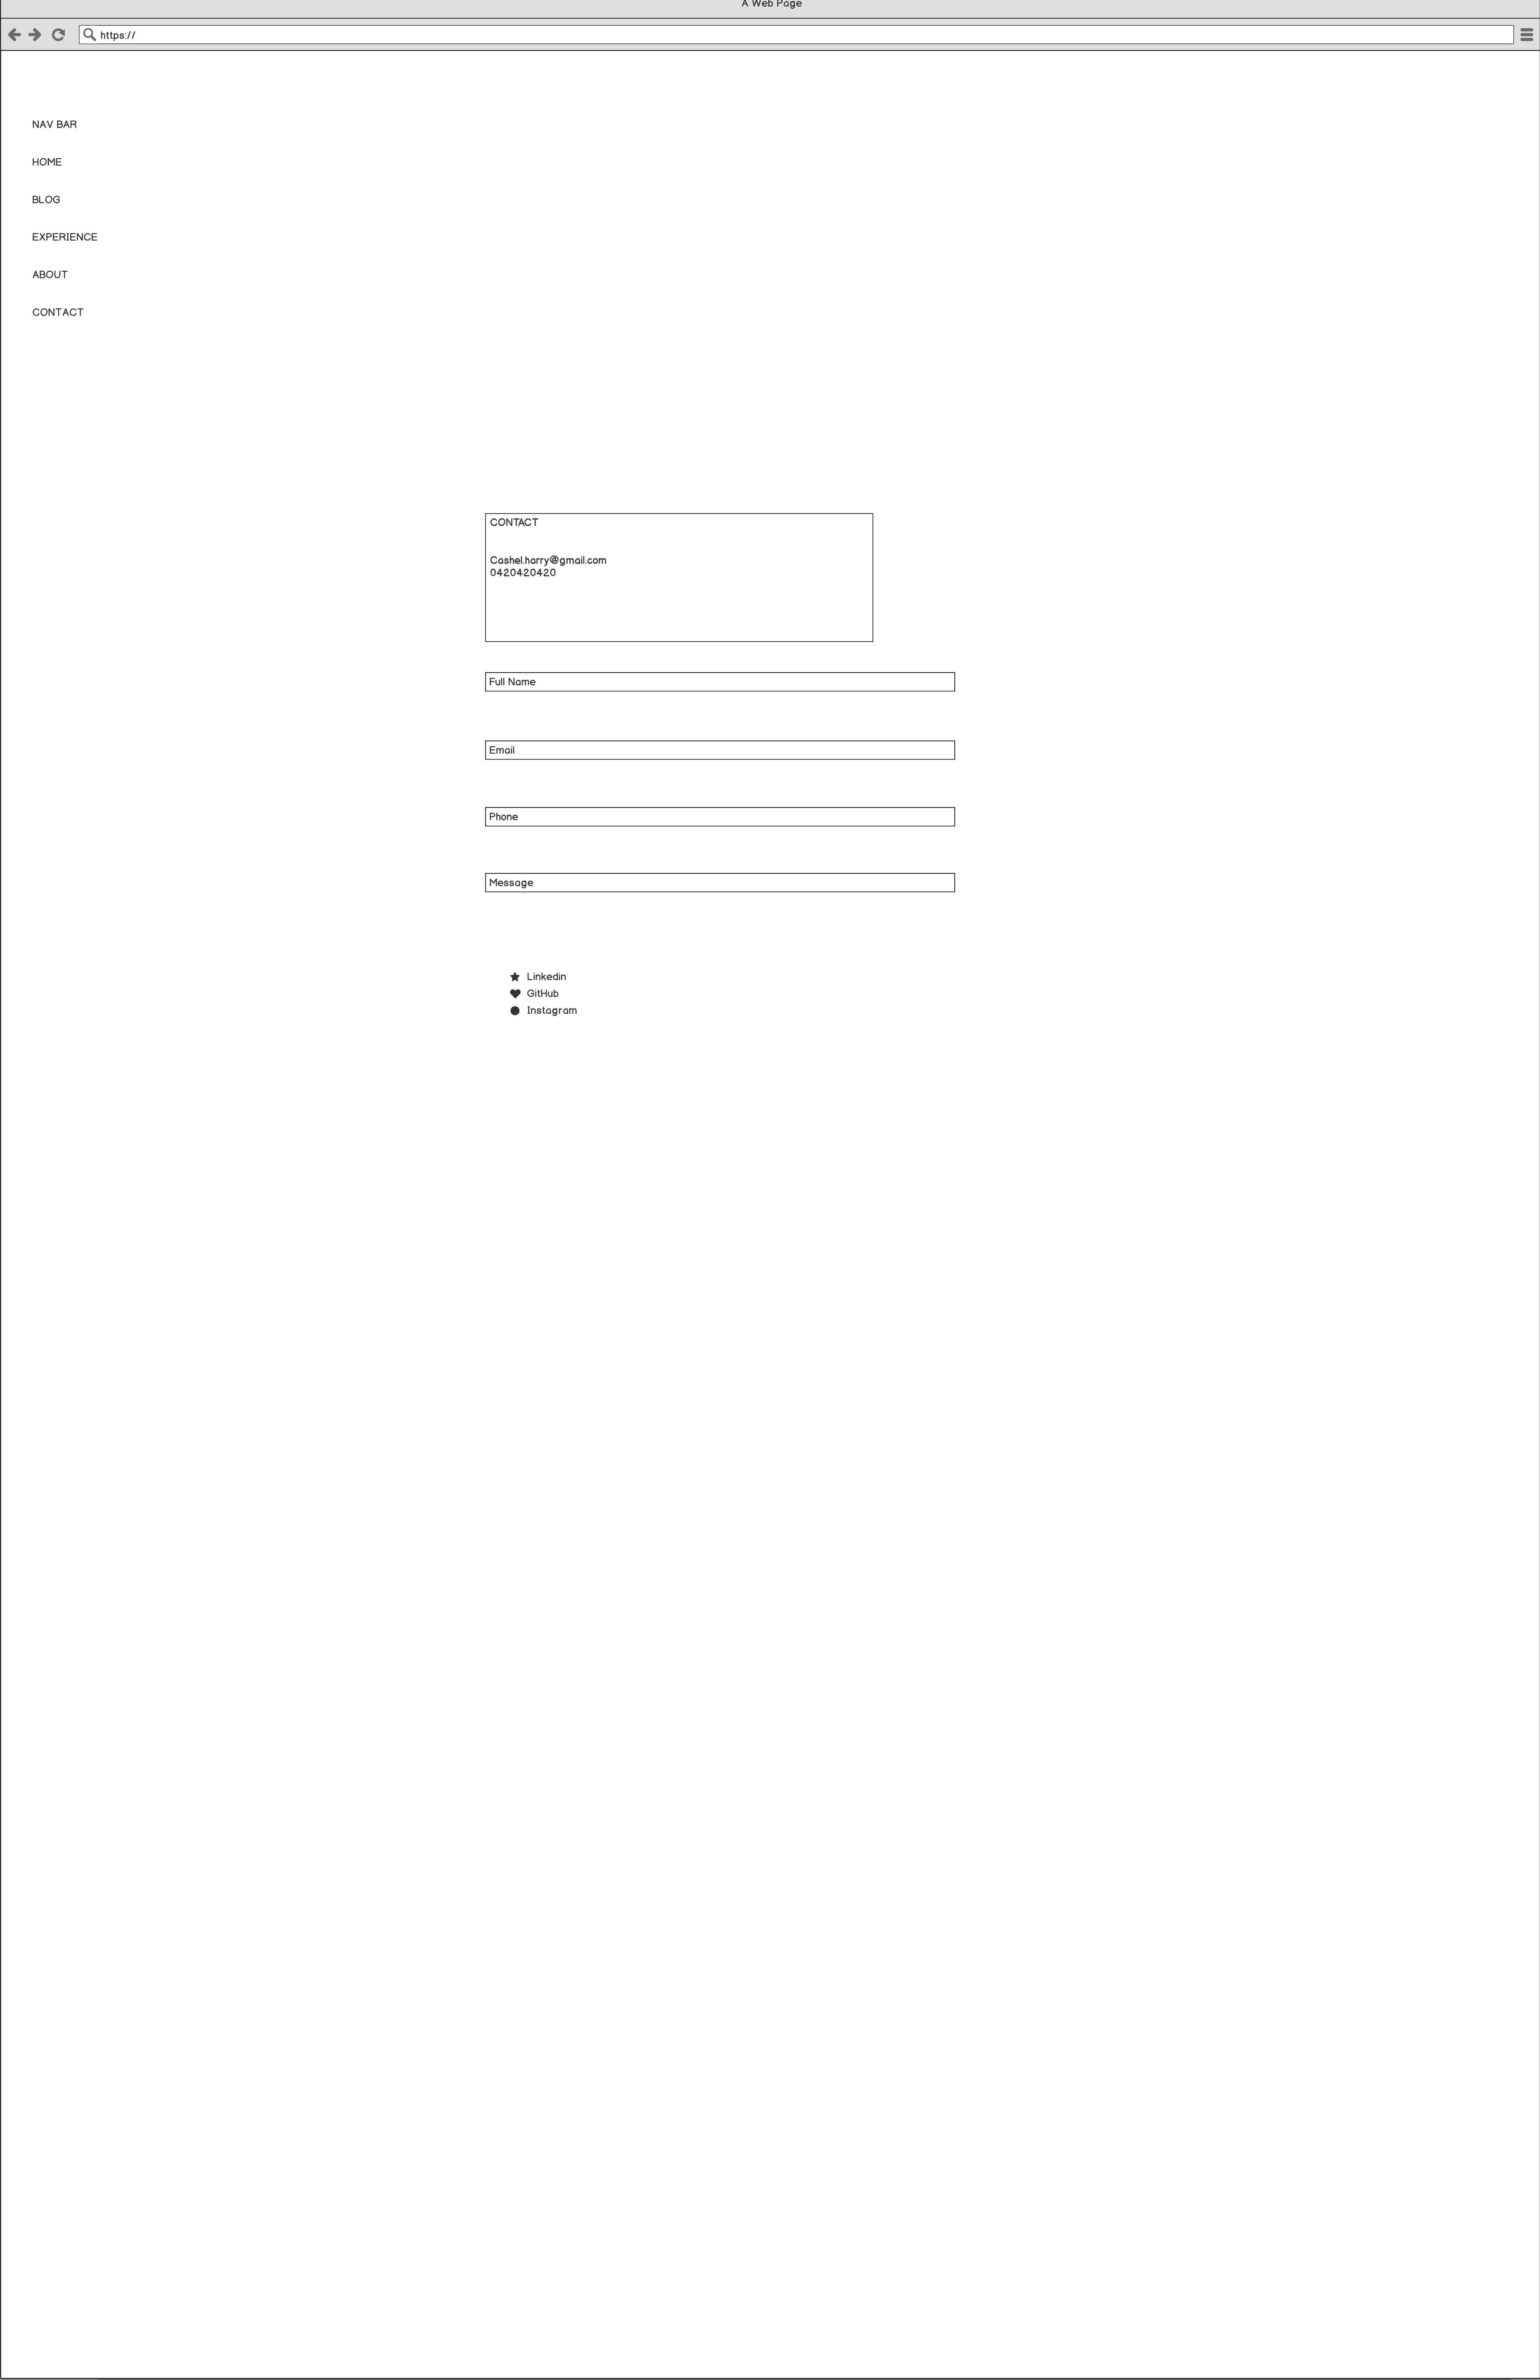 A Web Page
https://
NAV BAR
HOME
BLOG
EXPERIENCE
ABOUT
CONTACT
CONTACT
Cashel.harry@gmail.com
0420420420
Full Name
Email
Phone
Message
Linkedin
GitHub
Instagram